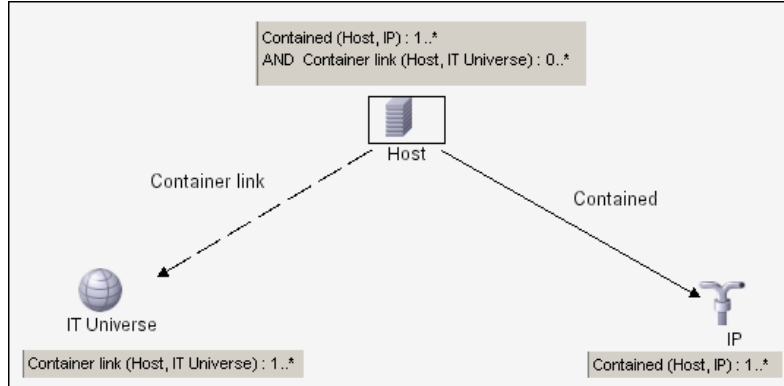 Contained (Host, IP) : 1..*
AND Container link (Host, IT Universe) : 0..*
Host
Container link
Contained
IT Universe
IP
Container link (Host, IT Universe) : 1..*
Contained (Host, IP) : 1..*